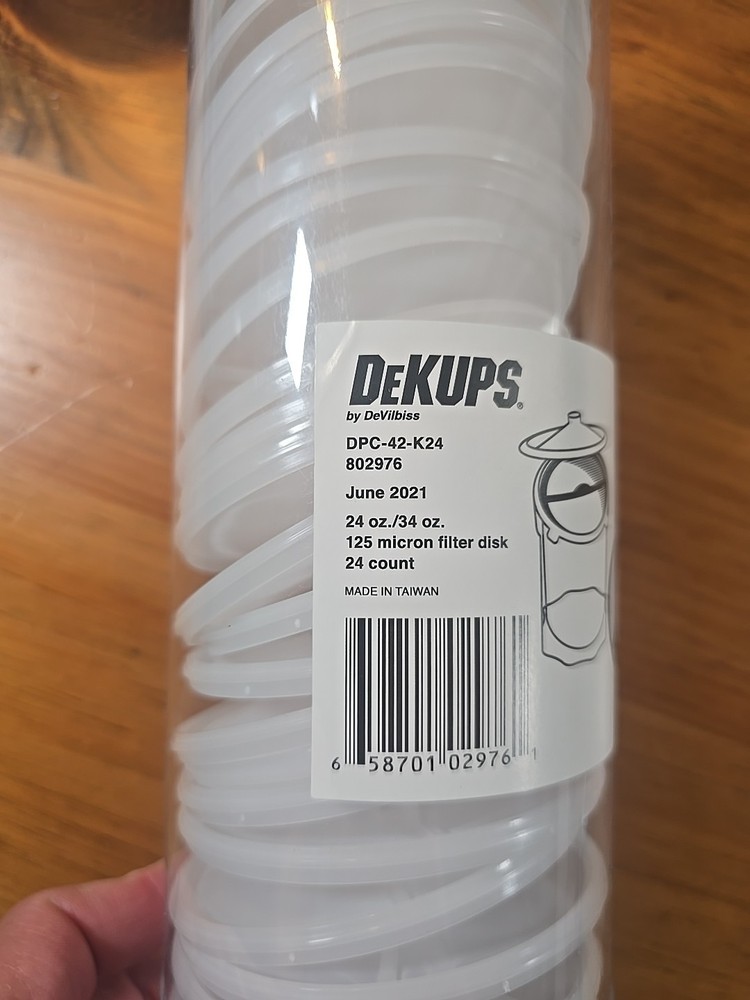 DEKUPS®
by DeVilbiss
DPC-42-K24
802976
June 2021
24 oz./34 oz.
125 micron filter disk
24 count
MADE IN TAIWAN
6 58701 02976 1